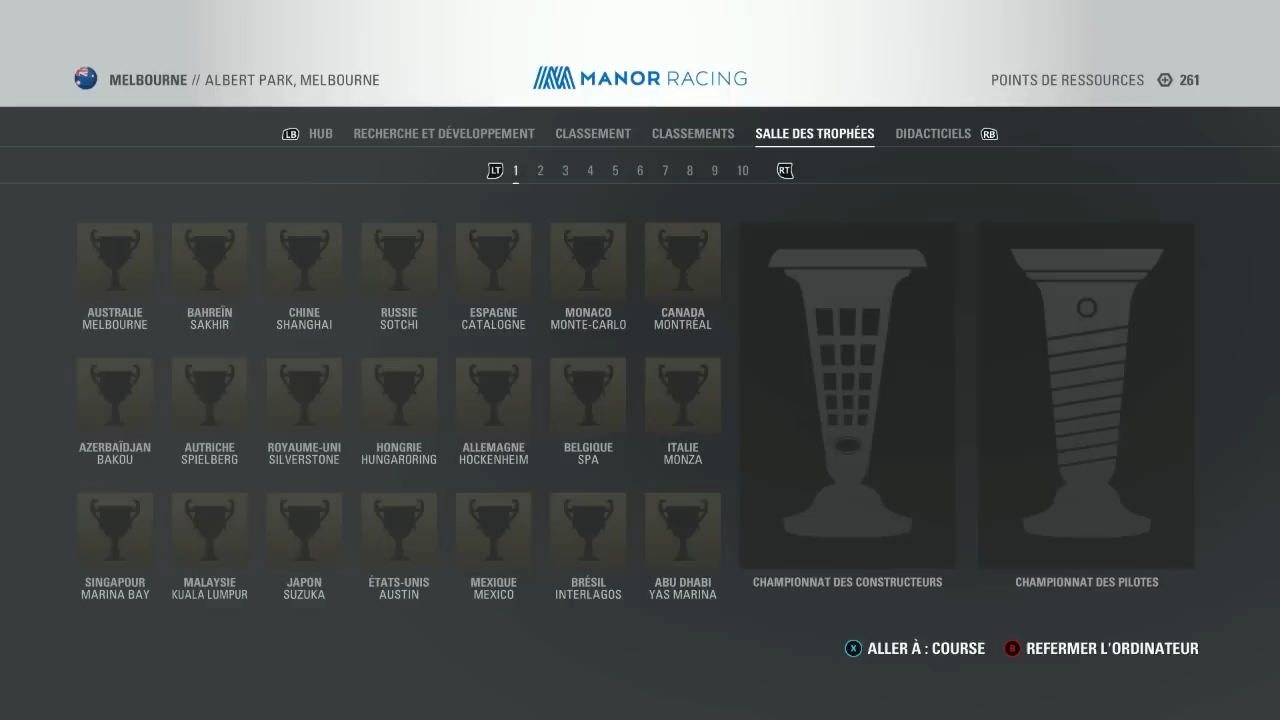 MELBOURNE // ALBERT PARK, MELBOURNE
MANOR RACING
POINTS DE RESSOURCES 261
LB HUB RECHERCHE ET DÉVELOPPEMENT CLASSEMENT CLASSEMENTS SALLE DES TROPHÉES DIDACTICIELS RB
LT 1 2 3 4 5 6 7 8 9 10 RT
AUSTRALIE
MELBOURNE
BAHREÏN
SAKHIR
CHINE
SHANGHAI
RUSSIE
SOTCHI
ESPAGNE
CATALOGNE
MONACO
MONTE-CARLO
CANADA
MONTRÉAL
AZERBAÏDJAN
BAKOU
AUTRICHE
SPIELBERG
ROYAUME-UNI
SILVERSTONE
HONGRIE
HUNGARORING
ALLEMAGNE
HOCKENHEIM
BELGIQUE
SPA
ITALIE
MONZA
SINGAPOUR
MARINA BAY
MALAYSIE
KUALA LUMPUR
JAPON
SUZUKA
ÉTATS-UNIS
AUSTIN
MEXIQUE
MEXICO
BRÉSIL
INTERLAGOS
ABU DHABI
YAS MARINA
CHAMPIONNAT DES CONSTRUCTEURS
CHAMPIONNAT DES PILOTES
X ALLER À : COURSE B REFERMER L'ORDINATEUR